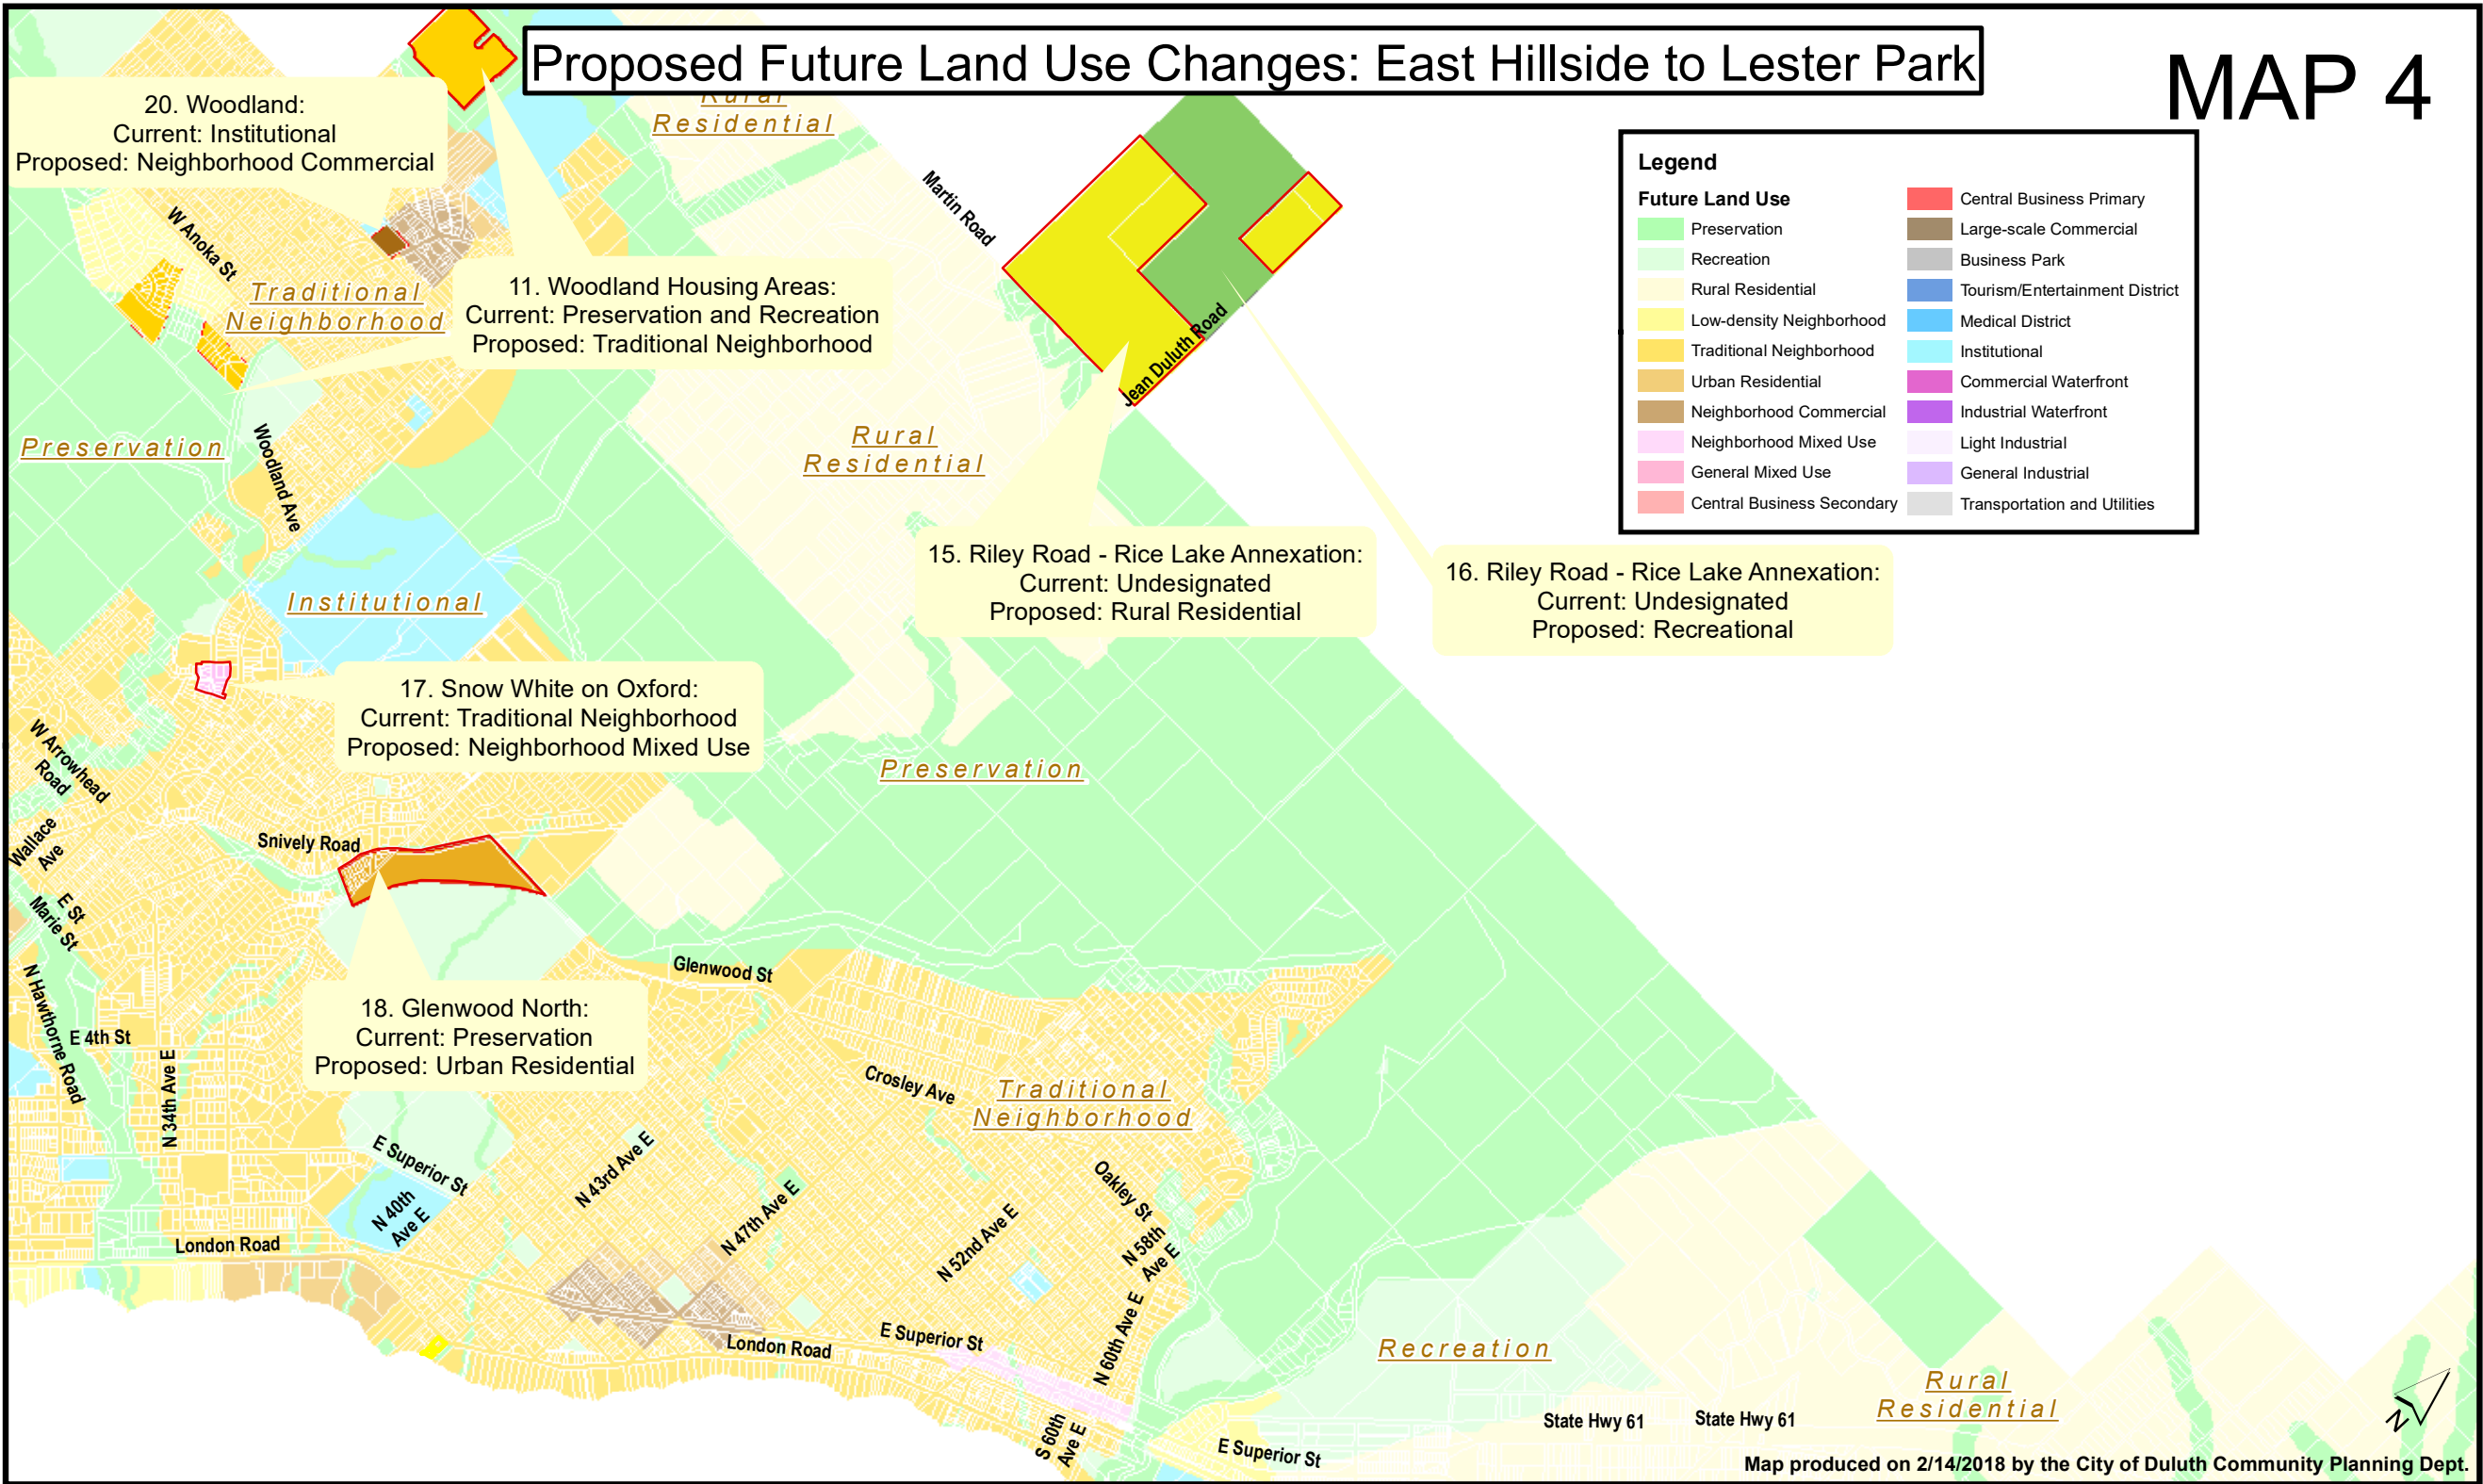 Proposed Future Land Use Changes: East Hillside to Lester Park
MAP 4
20. Woodland:
Current: Institutional
Proposed: Neighborhood Commercial
Rural
Residential
Martin Road
Legend
Future Land Use
Preservation
Recreation
Rural Residential
Low-density Neighborhood
Traditional Neighborhood
Urban Residential
Neighborhood Commercial
Neighborhood Mixed Use
General Mixed Use
Central Business Secondary
Central Business Primary
Large-scale Commercial
Business Park
Tourism/Entertainment District
Medical District
Institutional
Commercial Waterfront
Industrial Waterfront
Light Industrial
General Industrial
Transportation and Utilities
W Anoka St
Traditional
Neighborhood
11. Woodland Housing Areas:
Current: Preservation and Recreation
Proposed: Traditional Neighborhood
Jean Duluth Road
Preservation
Woodland Ave
Rural
Residential
15. Riley Road - Rice Lake Annexation:
Current: Undesignated
Proposed: Rural Residential
16. Riley Road - Rice Lake Annexation:
Current: Undesignated
Proposed: Recreational
Institutional
17. Snow White on Oxford:
Current: Traditional Neighborhood
Proposed: Neighborhood Mixed Use
W Arrowhead
Road
Preservation
Wallace
Ave
Snively Road
E St
Marie St
Glenwood St
N Hawthorne Road
18. Glenwood North:
Current: Preservation
Proposed: Urban Residential
E 4th St
N 34th Ave E
Crosley Ave
Traditional
Neighborhood
E Superior St
N 40th
Ave E
N 43rd Ave E
N 47th Ave E
N 52nd Ave E
Oakley St
N 58th
Ave E
London Road
N 60th Ave E
E Superior St
London Road
Recreation
Rural
Residential
S 60th
Ave E
E Superior St
State Hwy 61
State Hwy 61
N
Map produced on 2/14/2018 by the City of Duluth Community Planning Dept.